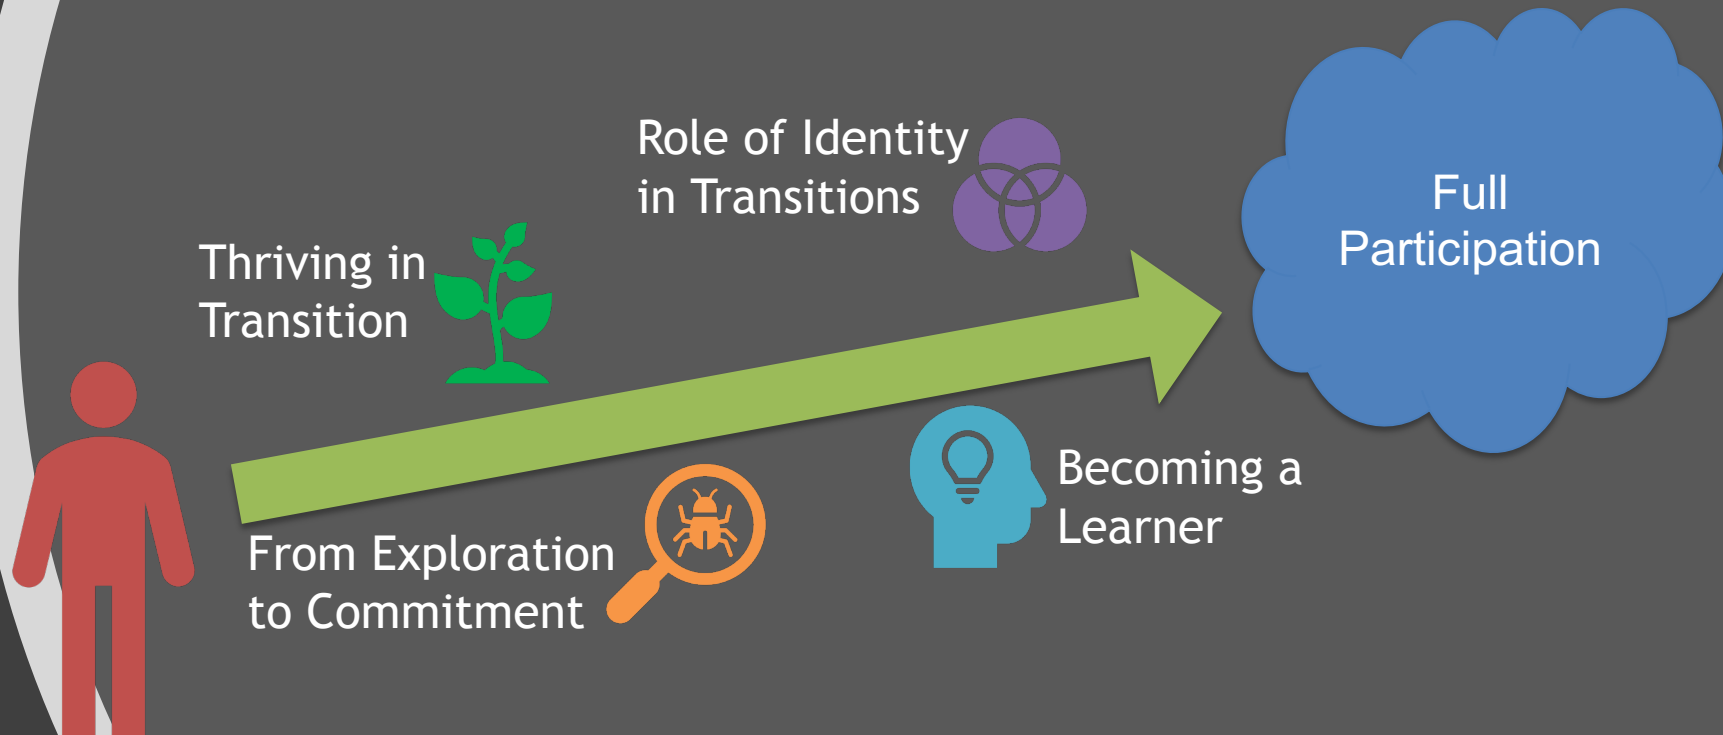 Thriving in
Transition
Role of Identity
in Transitions
Full
Participation
From Exploration
to Commitment
Becoming a
Learner